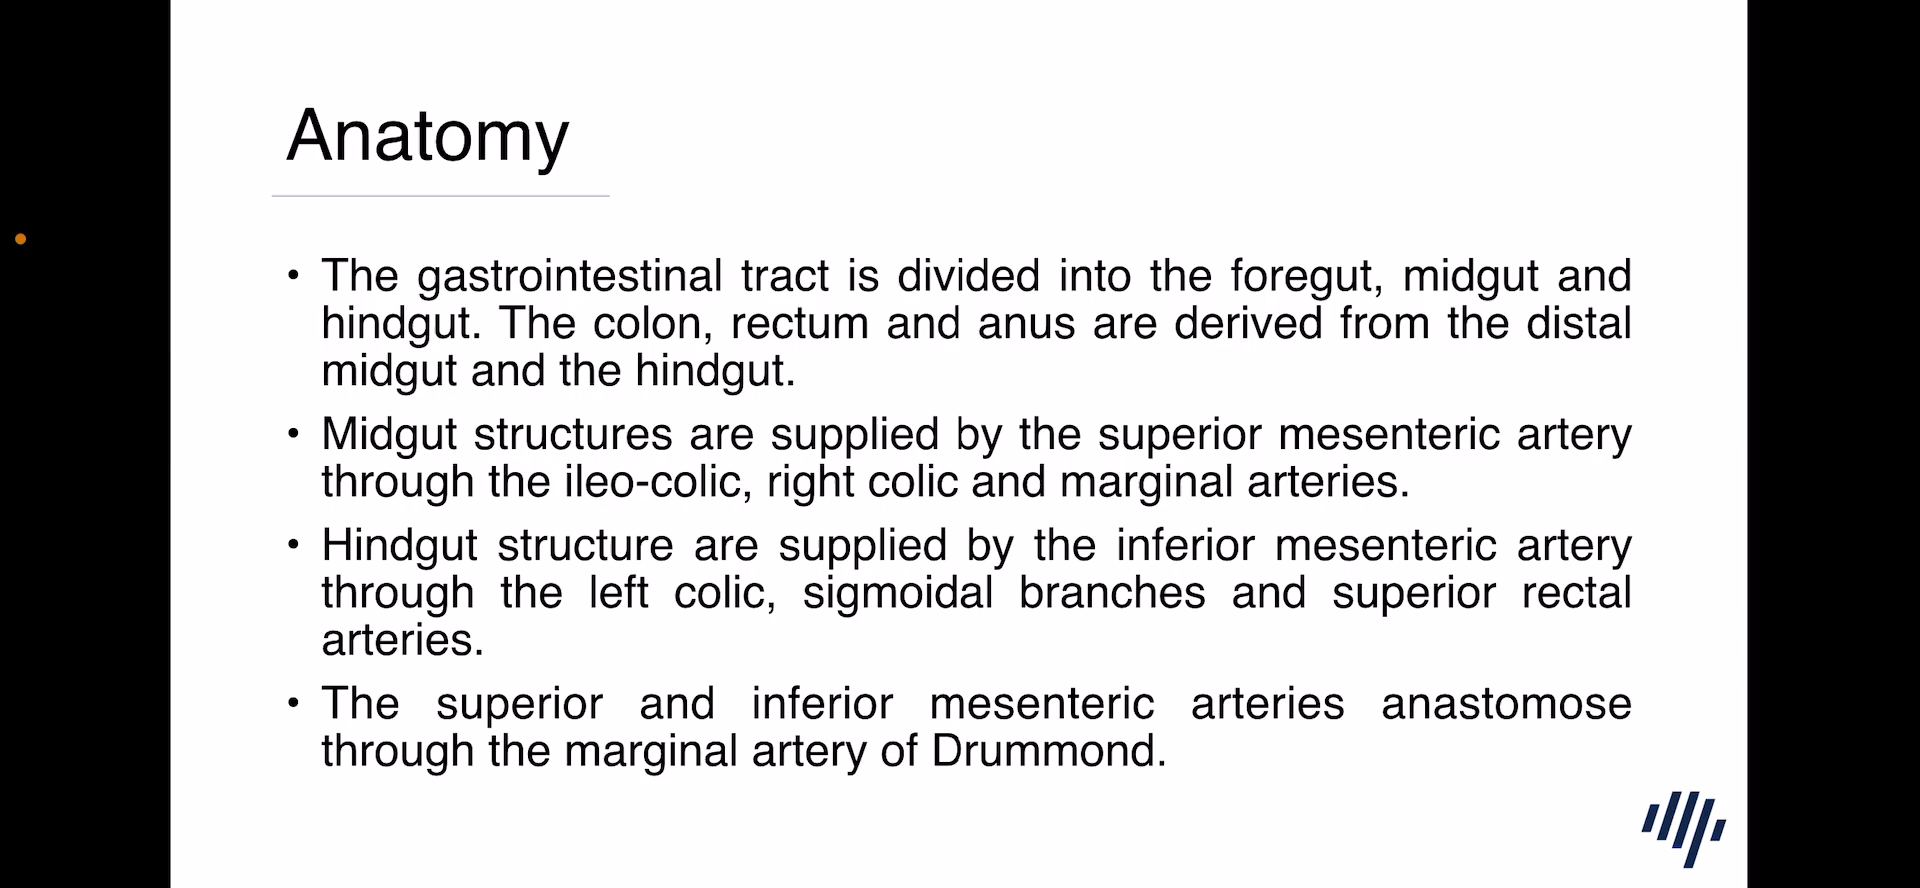 Anatomy
• The gastrointestinal tract is divided into the foregut, midgut and
hindgut. The colon, rectum and anus are derived from the distal
midgut and the hindgut.
• Midgut structures are supplied by the superior mesenteric artery
through the ileo-colic, right colic and marginal arteries.
• Hindgut structure are supplied by the inferior mesenteric artery
through the left colic, sigmoidal branches and superior rectal
arteries.
• The superior and inferior mesenteric arteries anastomose
through the marginal artery of Drummond.